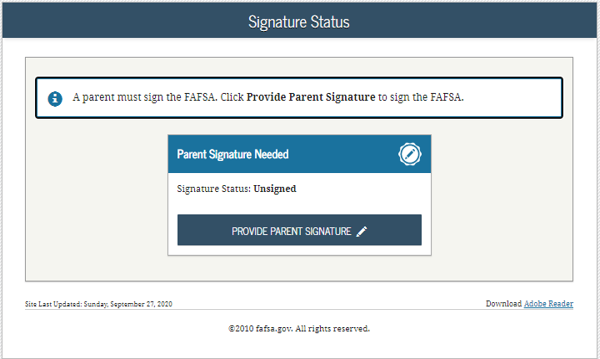 Signature Status
A parent must sign the FAFSA. Click Provide Parent Signature to sign the FAFSA.
Parent Signature Needed
Signature Status: Unsigned
PROVIDE PARENT SIGNATURE
Site Last Updated: Sunday, September 27, 2020
Download Adobe Reader
©2010 fafsa.gov. All rights reserved.